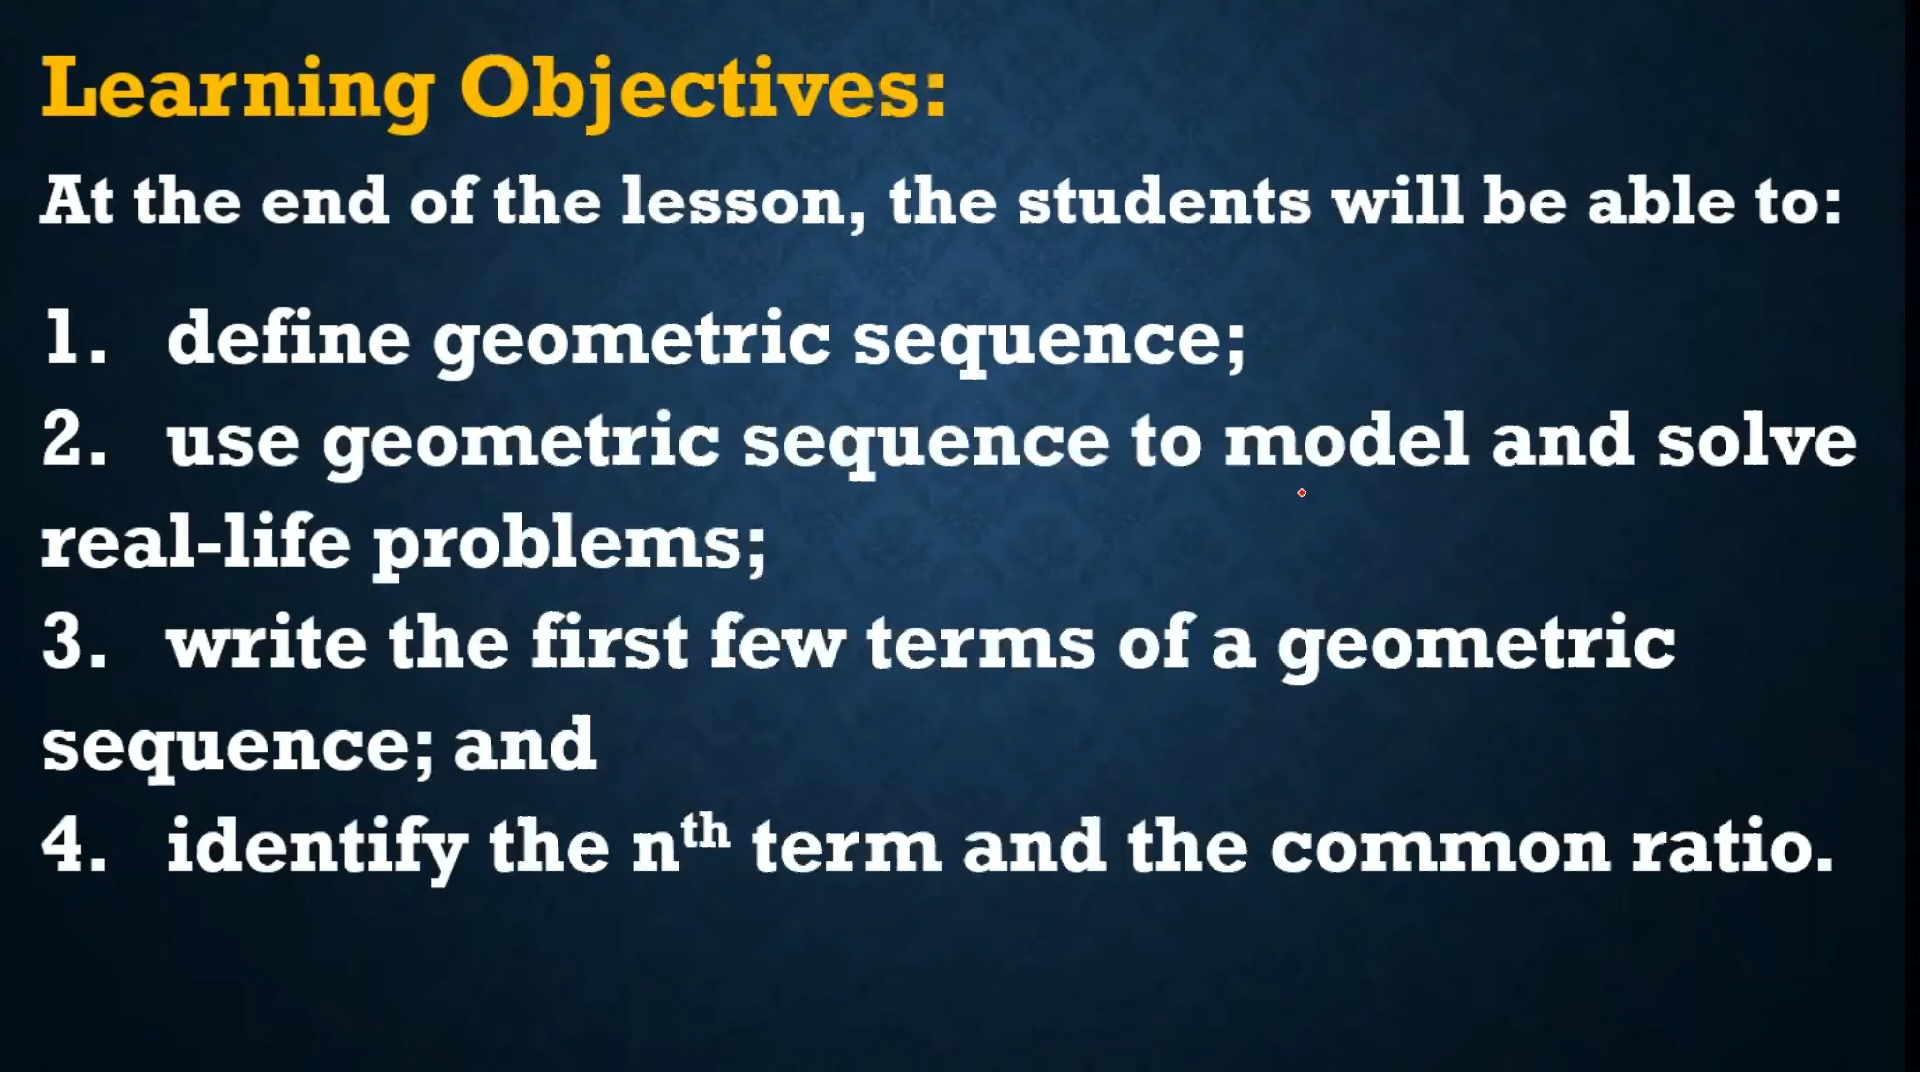 Learning Objectives:
At the end of the lesson, the students will be able to:
1. define geometric sequence;
2. use geometric sequence to model and solve
real-life problems;
3. write the first few terms of a geometric
sequence; and
4. identify the nᵗʰ term and the common ratio.